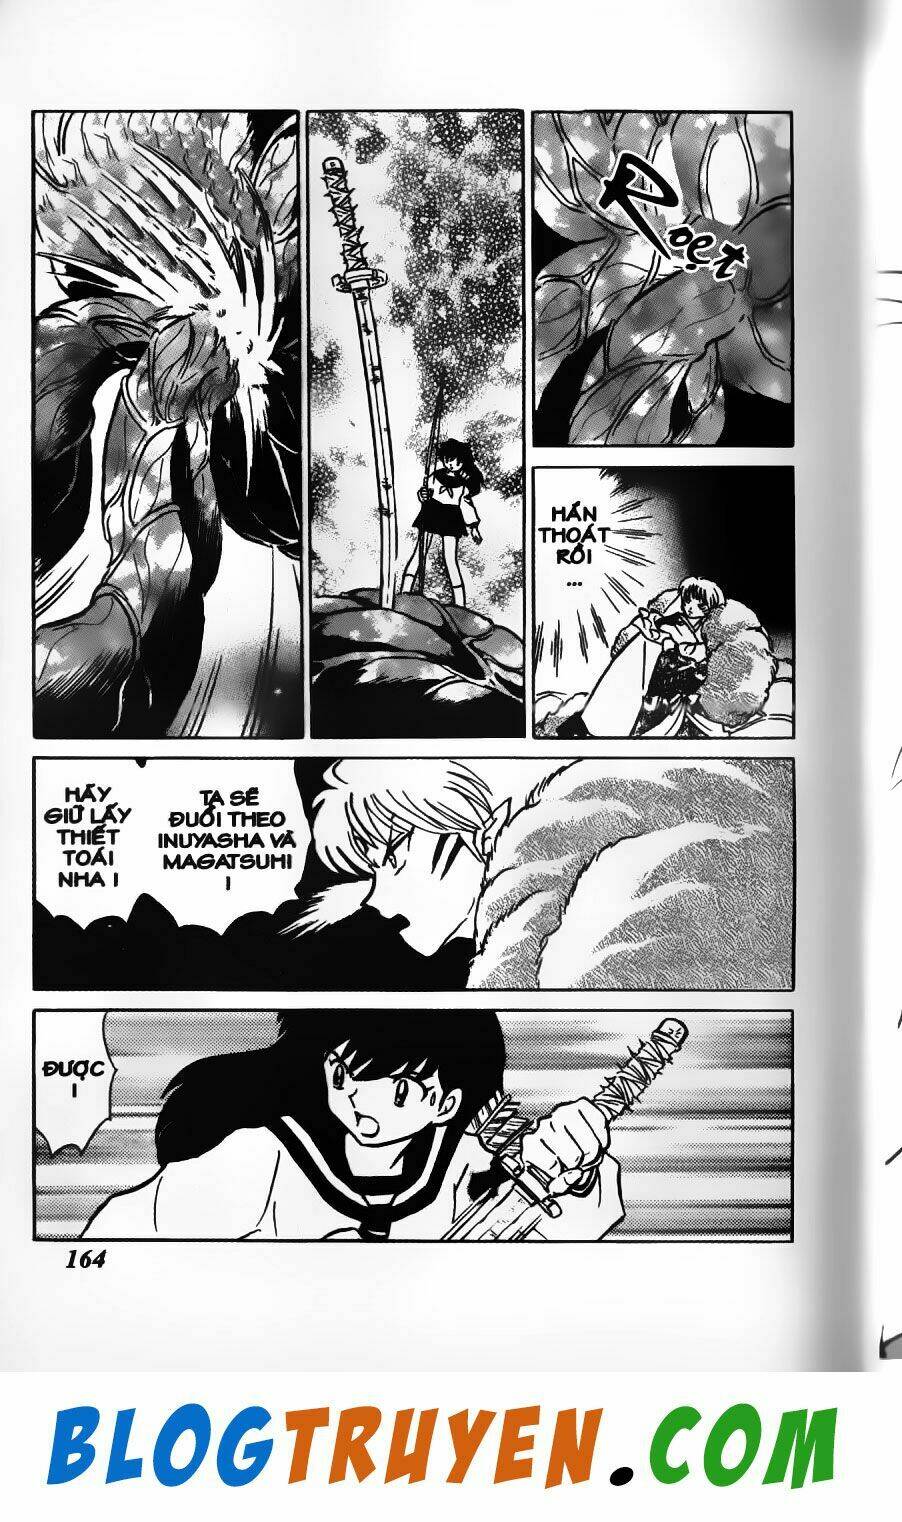 Roẹt
HẮN
THOÁT
RỒI
...
TA SẼ
ĐUỔI THEO
INUYASHA VÀ
MAGATSUHI
!
HÃY
GIỮ LẤY
THIẾT
TOÁI
NHA !
ĐƯỢC
!
164
BLOGTRUYEN.COM